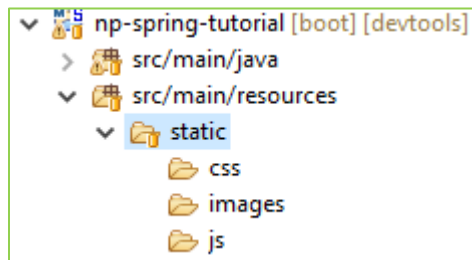 np-spring-tutorial [boot] [devtools]
src/main/java
src/main/resources
static
css
images
js